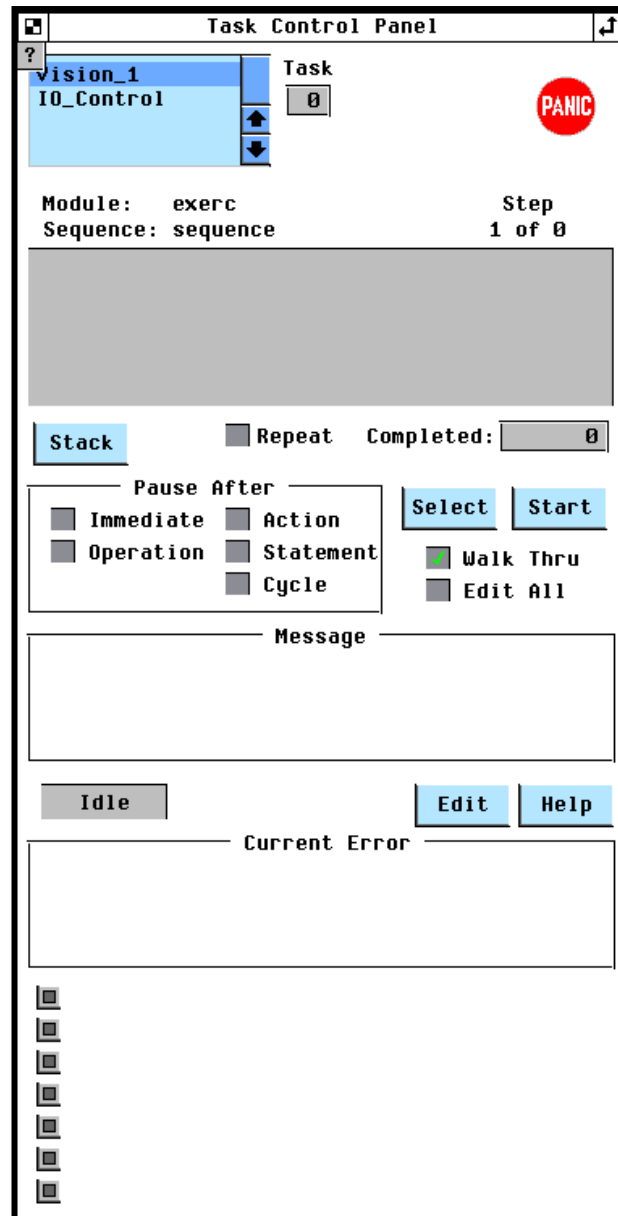 Task Control Panel
?
Vision_1
IO_Control
Task
0
PANIC
Module: exerc
Step
Sequence: sequence
1 of 0
Stack
Repeat
Completed: 0
Pause After
Immediate
Action
Select
Start
Operation
Statement
Walk Thru
Cycle
Edit All
Message
Idle
Edit
Help
Current Error